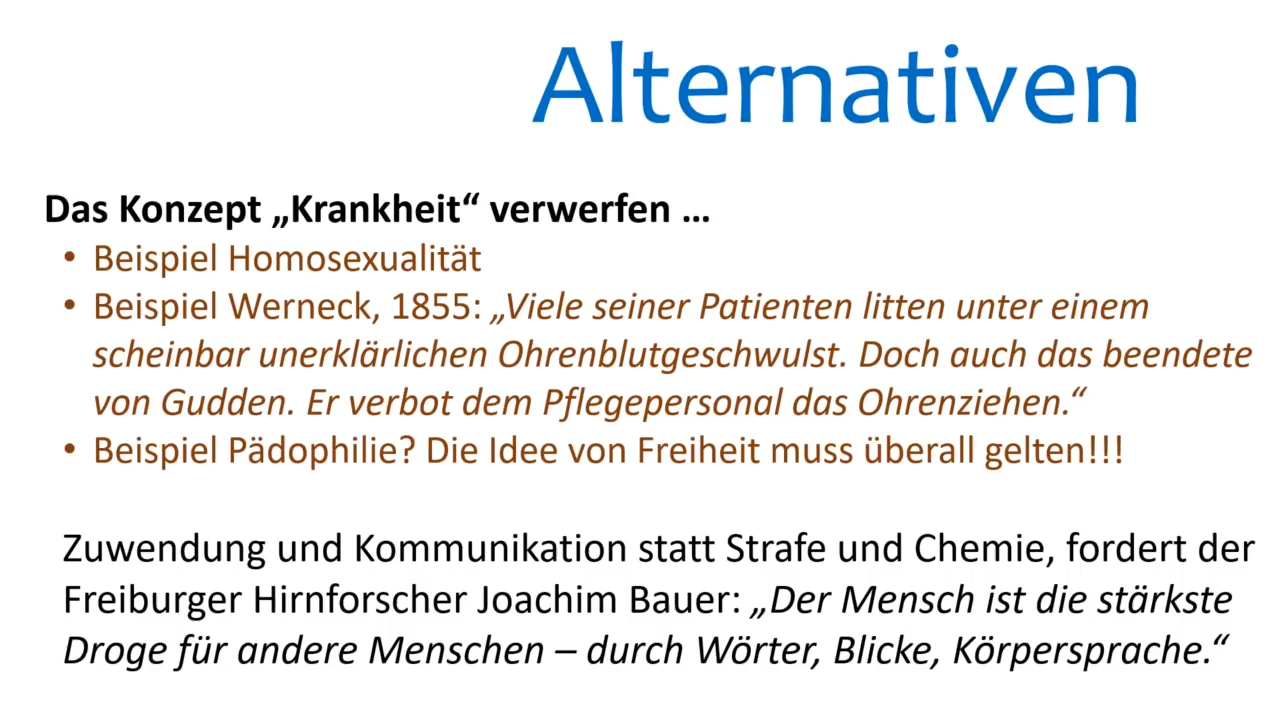 Alternativen
Das Konzept „Krankheit“ verwerfen …
• Beispiel Homosexualität
• Beispiel Werneck, 1855: „Viele seiner Patienten litten unter einem
scheinbar unerklärlichen Ohrenblutgeschwulst. Doch auch das beendete
von Gudden. Er verbot dem Pflegepersonal das Ohrenziehen.“
• Beispiel Pädophilie? Die Idee von Freiheit muss überall gelten!!!
Zuwendung und Kommunikation statt Strafe und Chemie, fordert der
Freiburger Hirnforscher Joachim Bauer: „Der Mensch ist die stärkste
Droge für andere Menschen – durch Wörter, Blicke, Körpersprache.“